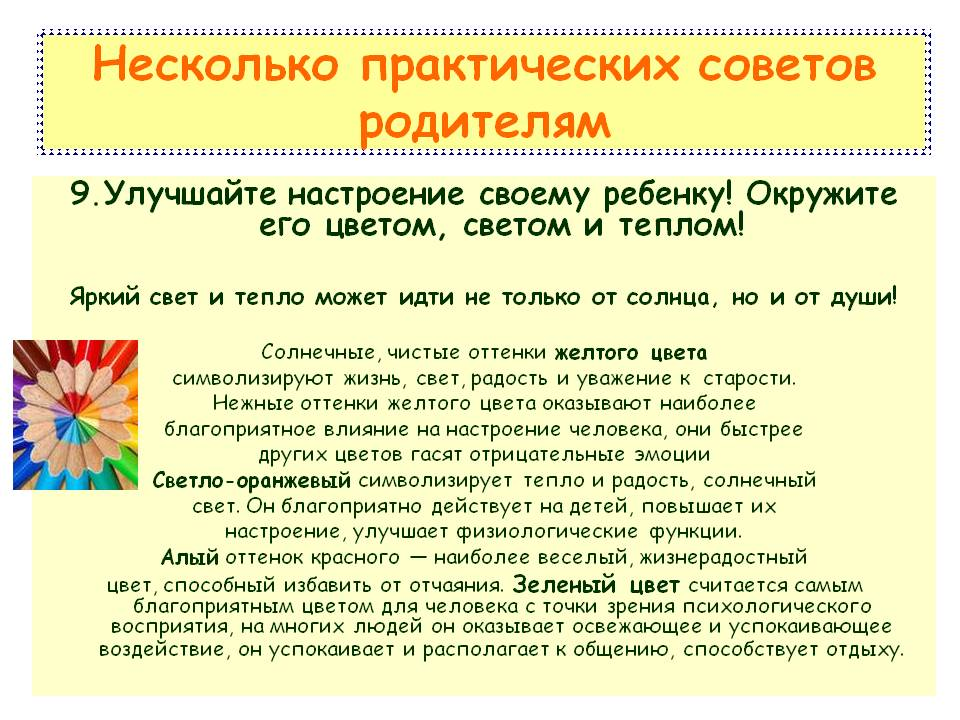 Несколько практических советов
родителям
9.Улучшайте настроение своему ребенку! Окружите
его цветом, светом и теплом!
Яркий свет и тепло может идти не только от солнца, но и от души!
Солнечные, чистые оттенки желтого цвета
символизируют жизнь, свет, радость и уважение к старости.
Нежные оттенки желтого цвета оказывают наиболее
благоприятное влияние на настроение человека, они быстрее
других цветов гасят отрицательные эмоции
Светло-оранжевый символизирует тепло и радость, солнечный
свет. Он благоприятно действует на детей, повышает их
настроение, улучшает физиологические функции.
Алый оттенок красного — наиболее веселый, жизнерадостный
цвет, способный избавить от отчаяния. Зеленый цвет считается самым
благоприятным цветом для человека с точки зрения психологического
восприятия, на многих людей он оказывает освежающее и успокаивающее
воздействие, он успокаивает и располагает к общению, способствует отдыху.